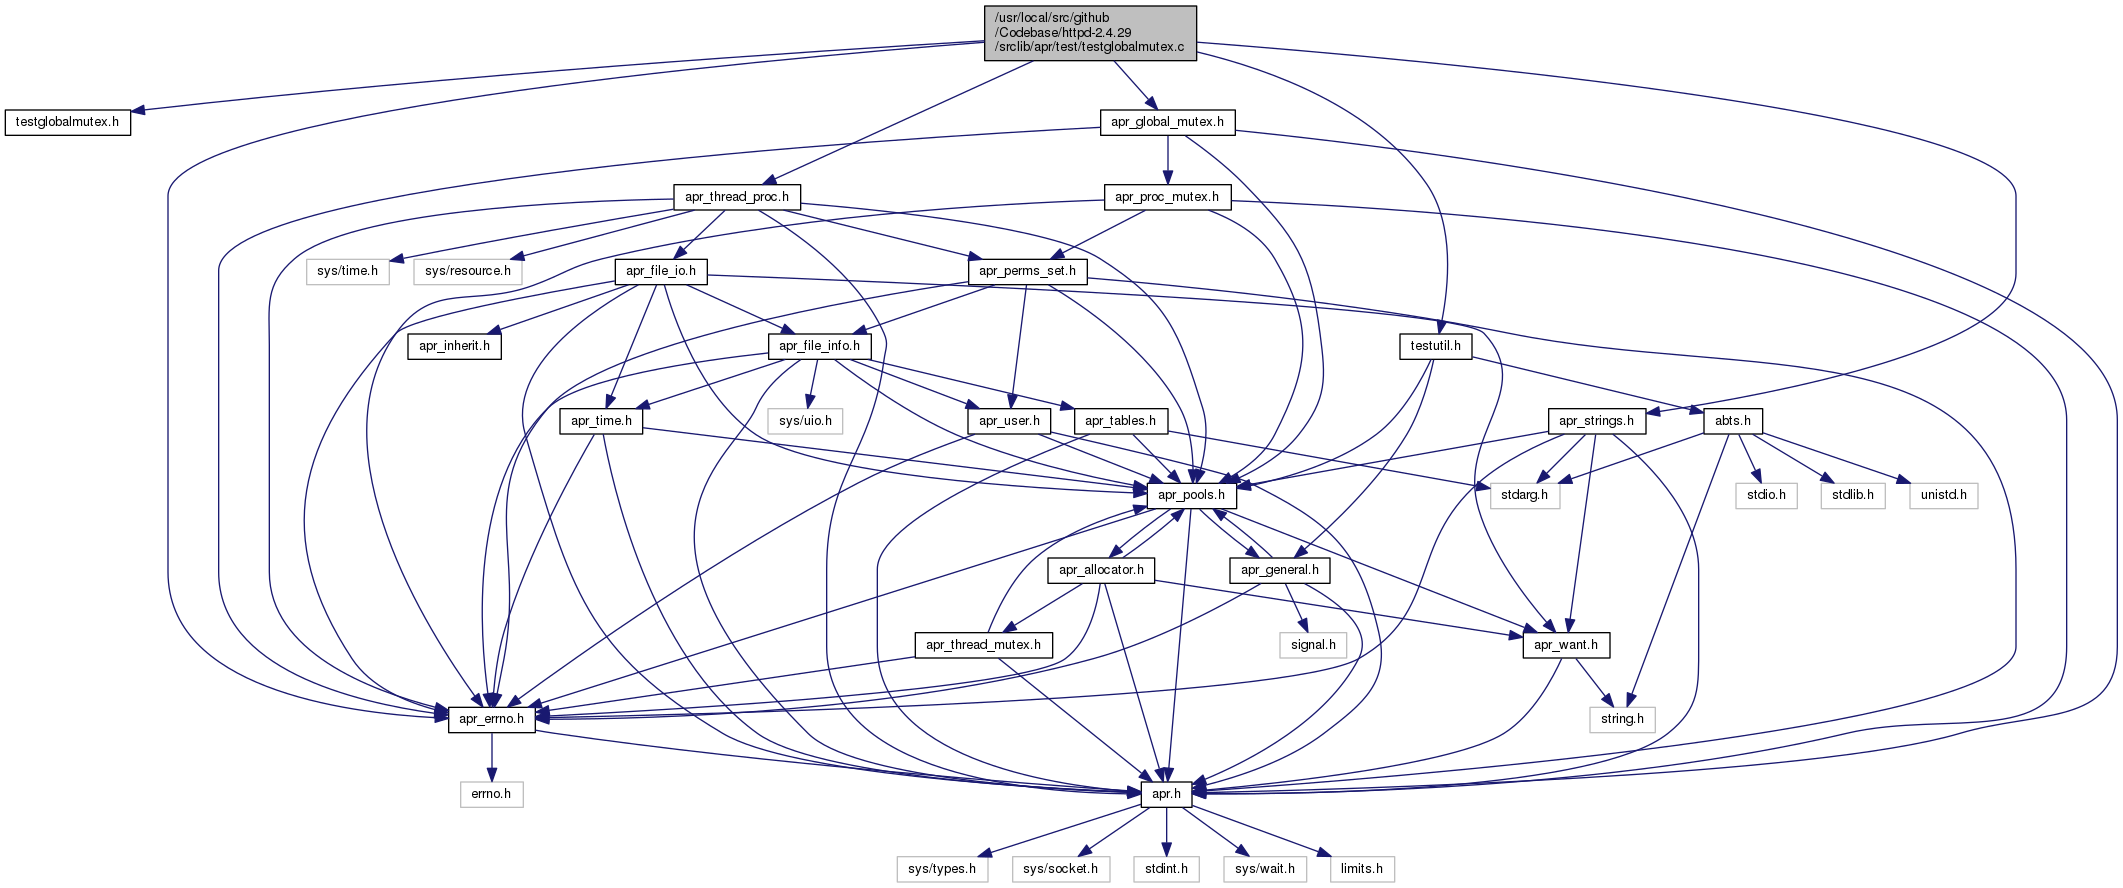 /usr/local/src/github
/Codebase/httpd-2.4.29
/srclib/apr/test/testglobalmutex.c
testglobalmutex.h
apr_global_mutex.h
apr_thread_proc.h
apr_proc_mutex.h
sys/time.h
sys/resource.h
apr_file_io.h
apr_perms_set.h
apr_inherit.h
apr_file_info.h
testutil.h
apr_time.h
sys/uio.h
apr_user.h
apr_tables.h
apr_strings.h
abts.h
apr_pools.h
stdarg.h
stdio.h
stdlib.h
unistd.h
apr_allocator.h
apr_general.h
apr_thread_mutex.h
signal.h
apr_want.h
apr_errno.h
string.h
errno.h
apr.h
sys/types.h
sys/socket.h
stdint.h
sys/wait.h
limits.h